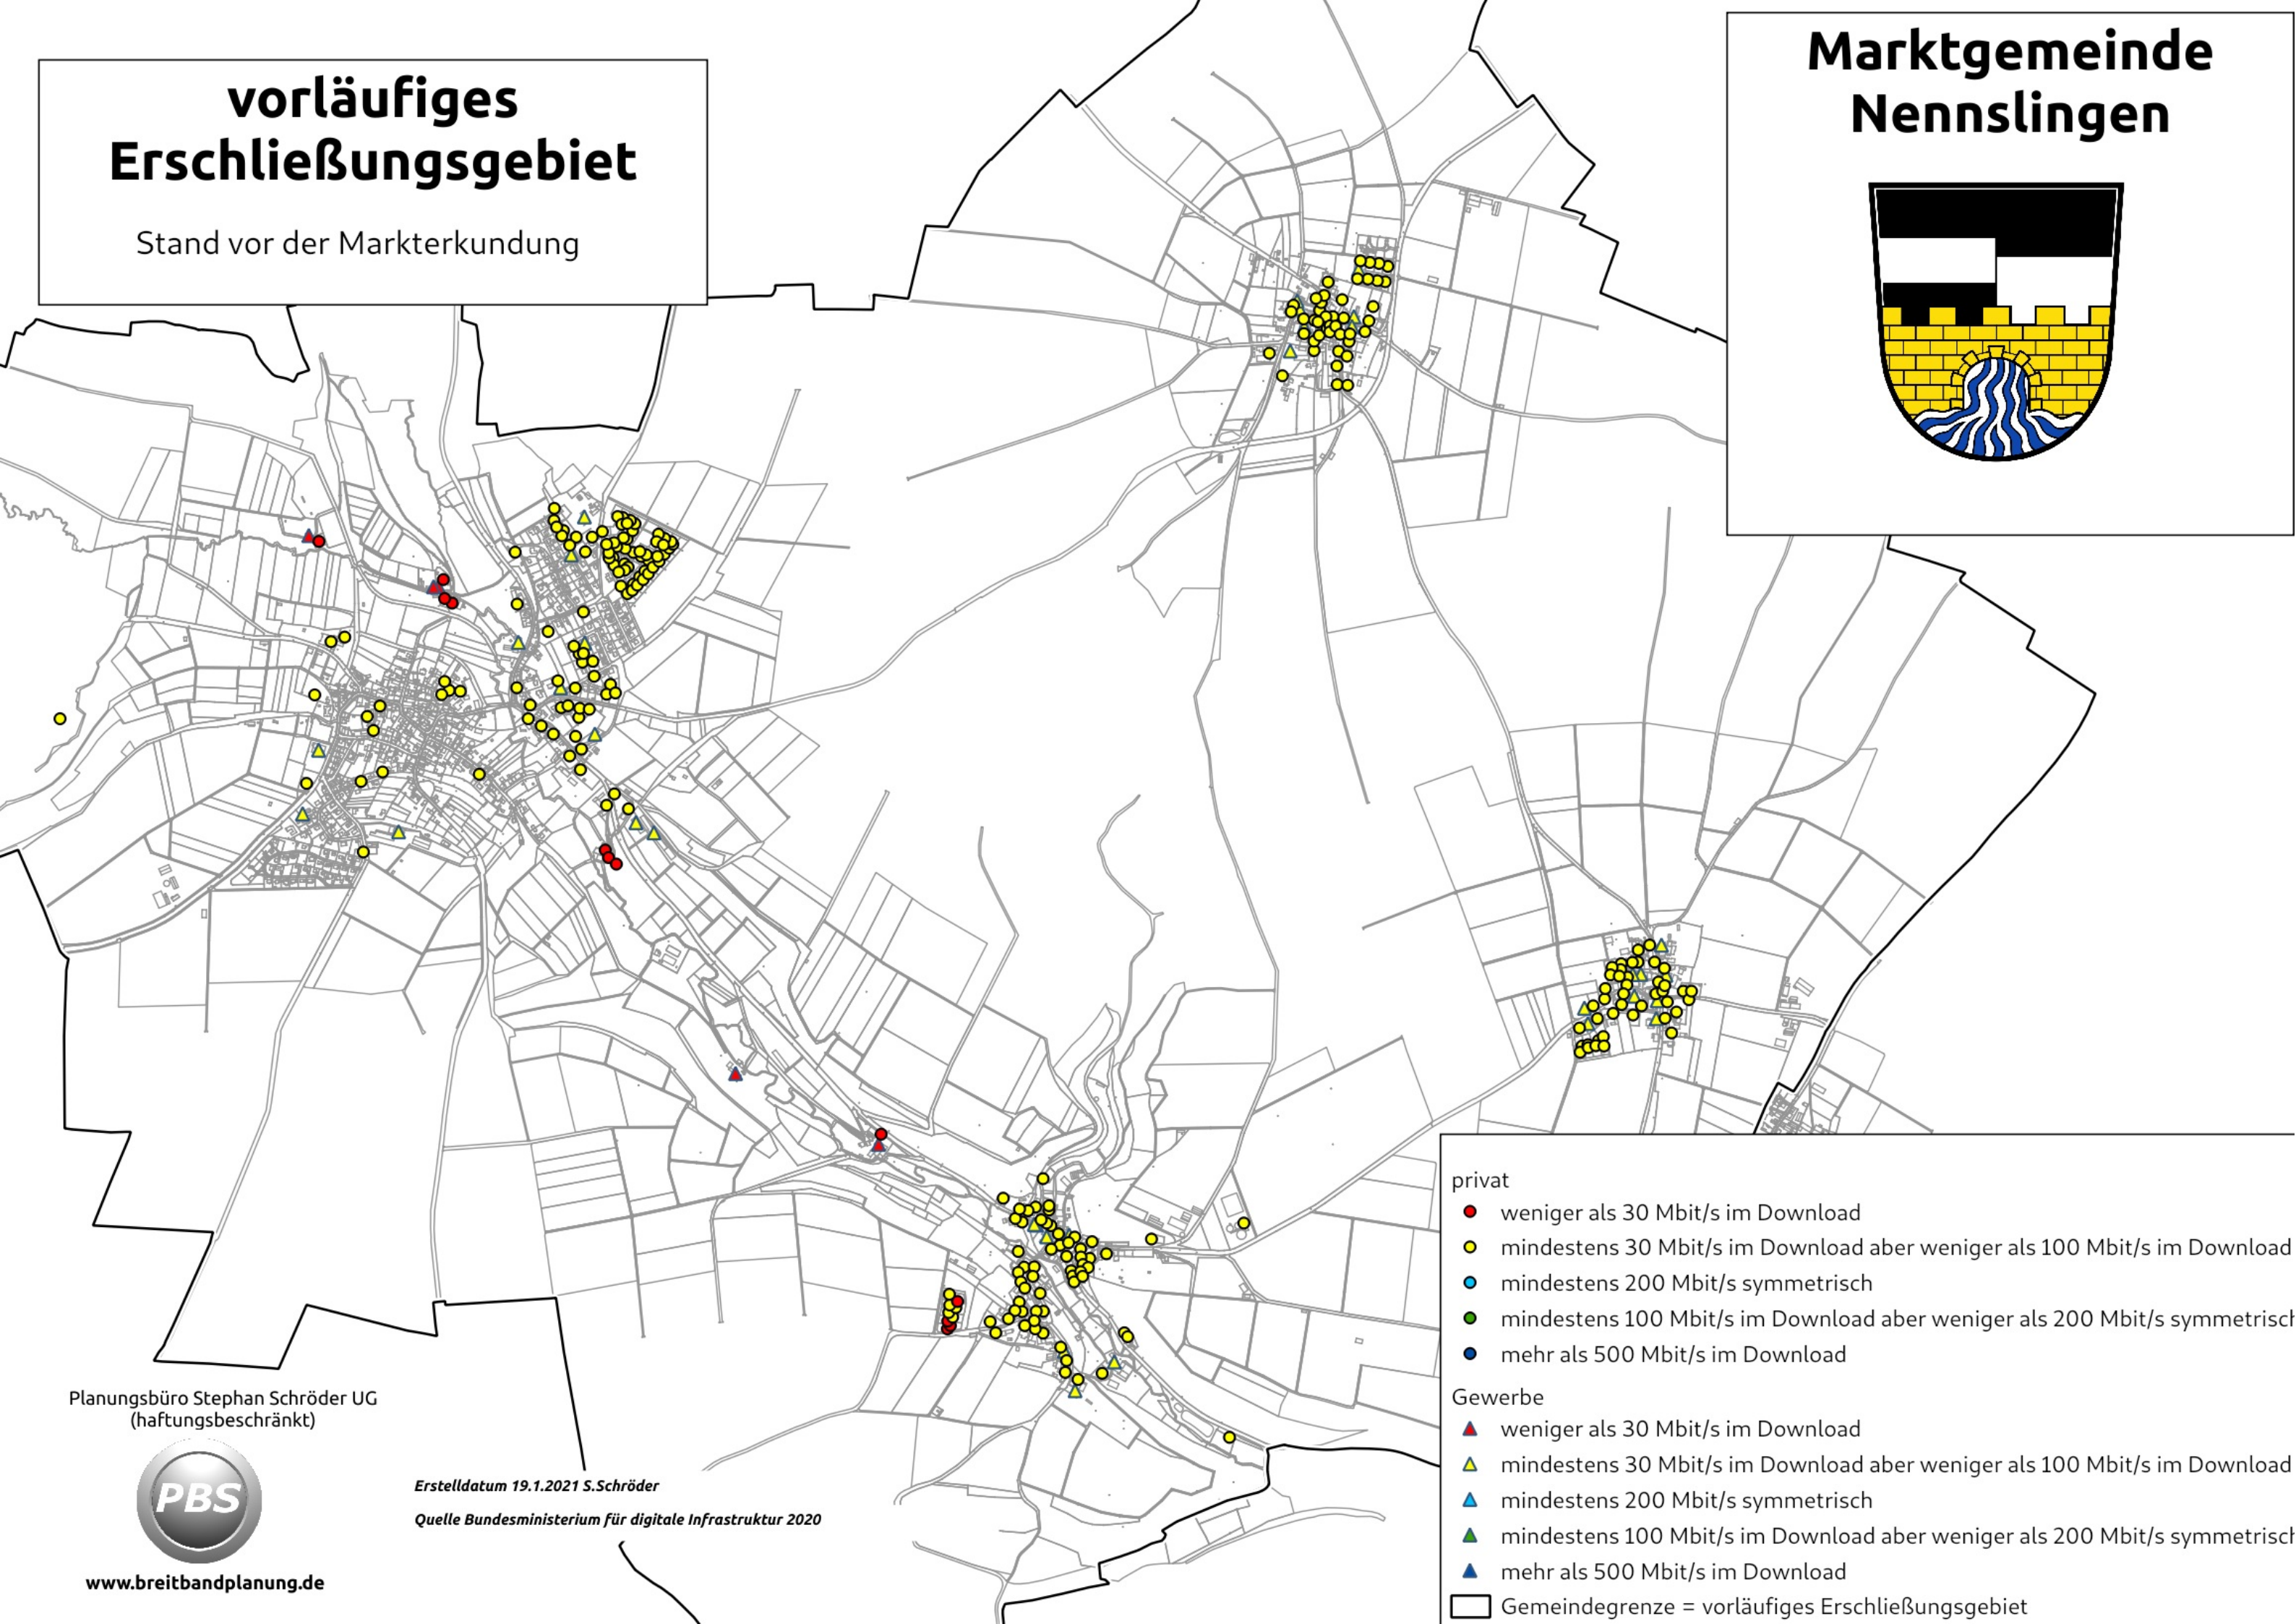 vorläufiges
Erschließungsgebiet
Stand vor der Markterkundung
Marktgemeinde
Nennslingen
privat
weniger als 30 Mbit/s im Download
mindestens 30 Mbit/s im Download aber weniger als 100 Mbit/s im Download
mindestens 200 Mbit/s symmetrisch
mindestens 100 Mbit/s im Download aber weniger als 200 Mbit/s symmetrisch
mehr als 500 Mbit/s im Download
Gewerbe
weniger als 30 Mbit/s im Download
mindestens 30 Mbit/s im Download aber weniger als 100 Mbit/s im Download
mindestens 200 Mbit/s symmetrisch
mindestens 100 Mbit/s im Download aber weniger als 200 Mbit/s symmetrisch
mehr als 500 Mbit/s im Download
Gemeindegrenze = vorläufiges Erschließungsgebiet
Planungsbüro Stephan Schröder UG
(haftungsbeschränkt)
PBS
www.breitbandplanung.de
Erstelldatum 19.1.2021 S.Schröder
Quelle Bundesministerium für digitale Infrastruktur 2020